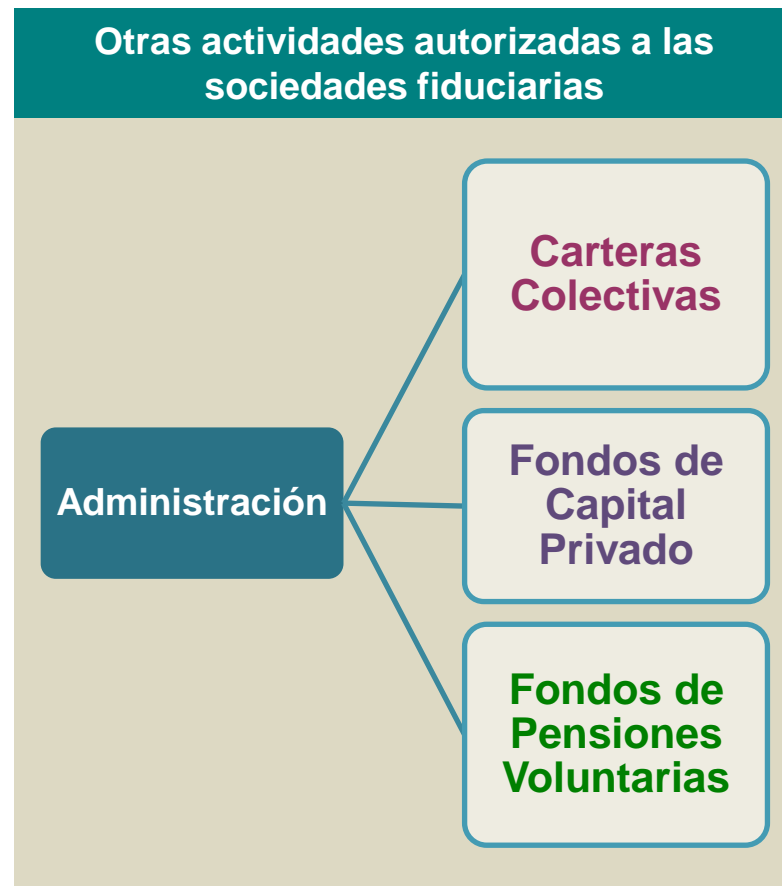 Otras actividades autorizadas a las
sociedades fiduciarias
Administración
Carteras
Colectivas
Fondos de
Capital
Privado
Fondos de
Pensiones
Voluntarias